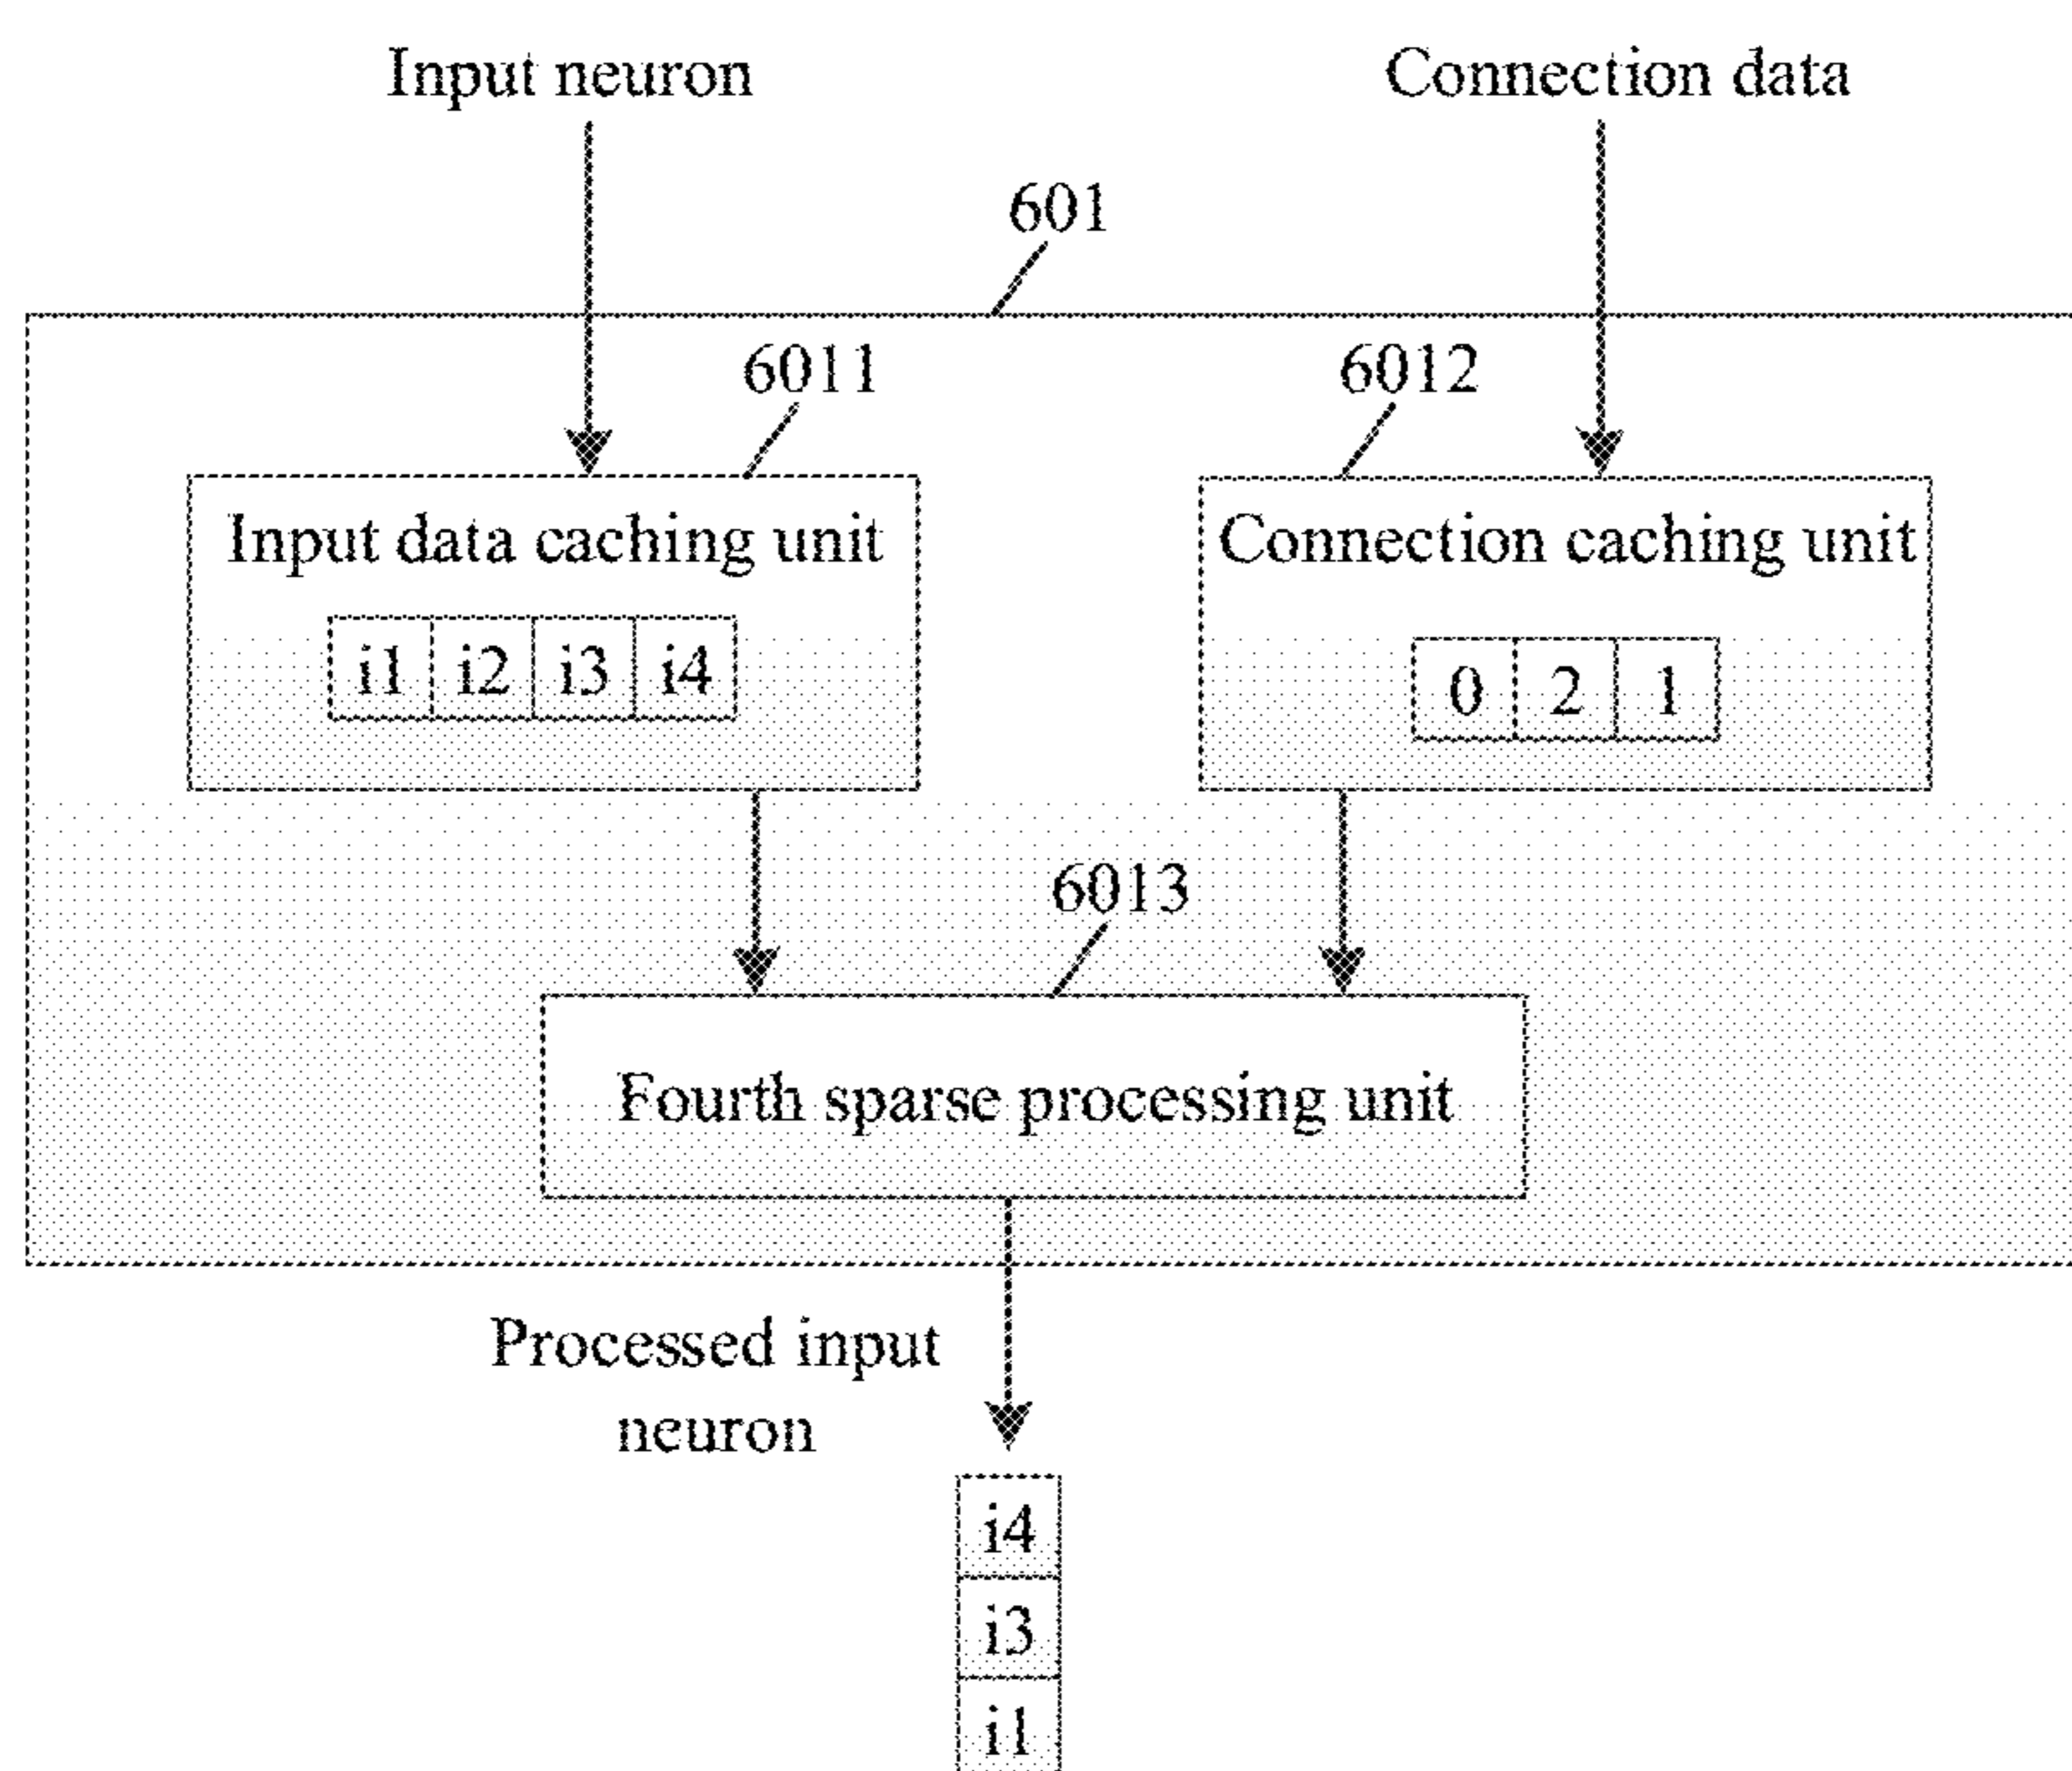 Input neuron
Connection data
601
6011
6012
Input data caching unit
Connection caching unit
i1 i2 i3 i4
0 2 1
6013
Fourth sparse processing unit
Processed input
neuron
i4
i3
i1